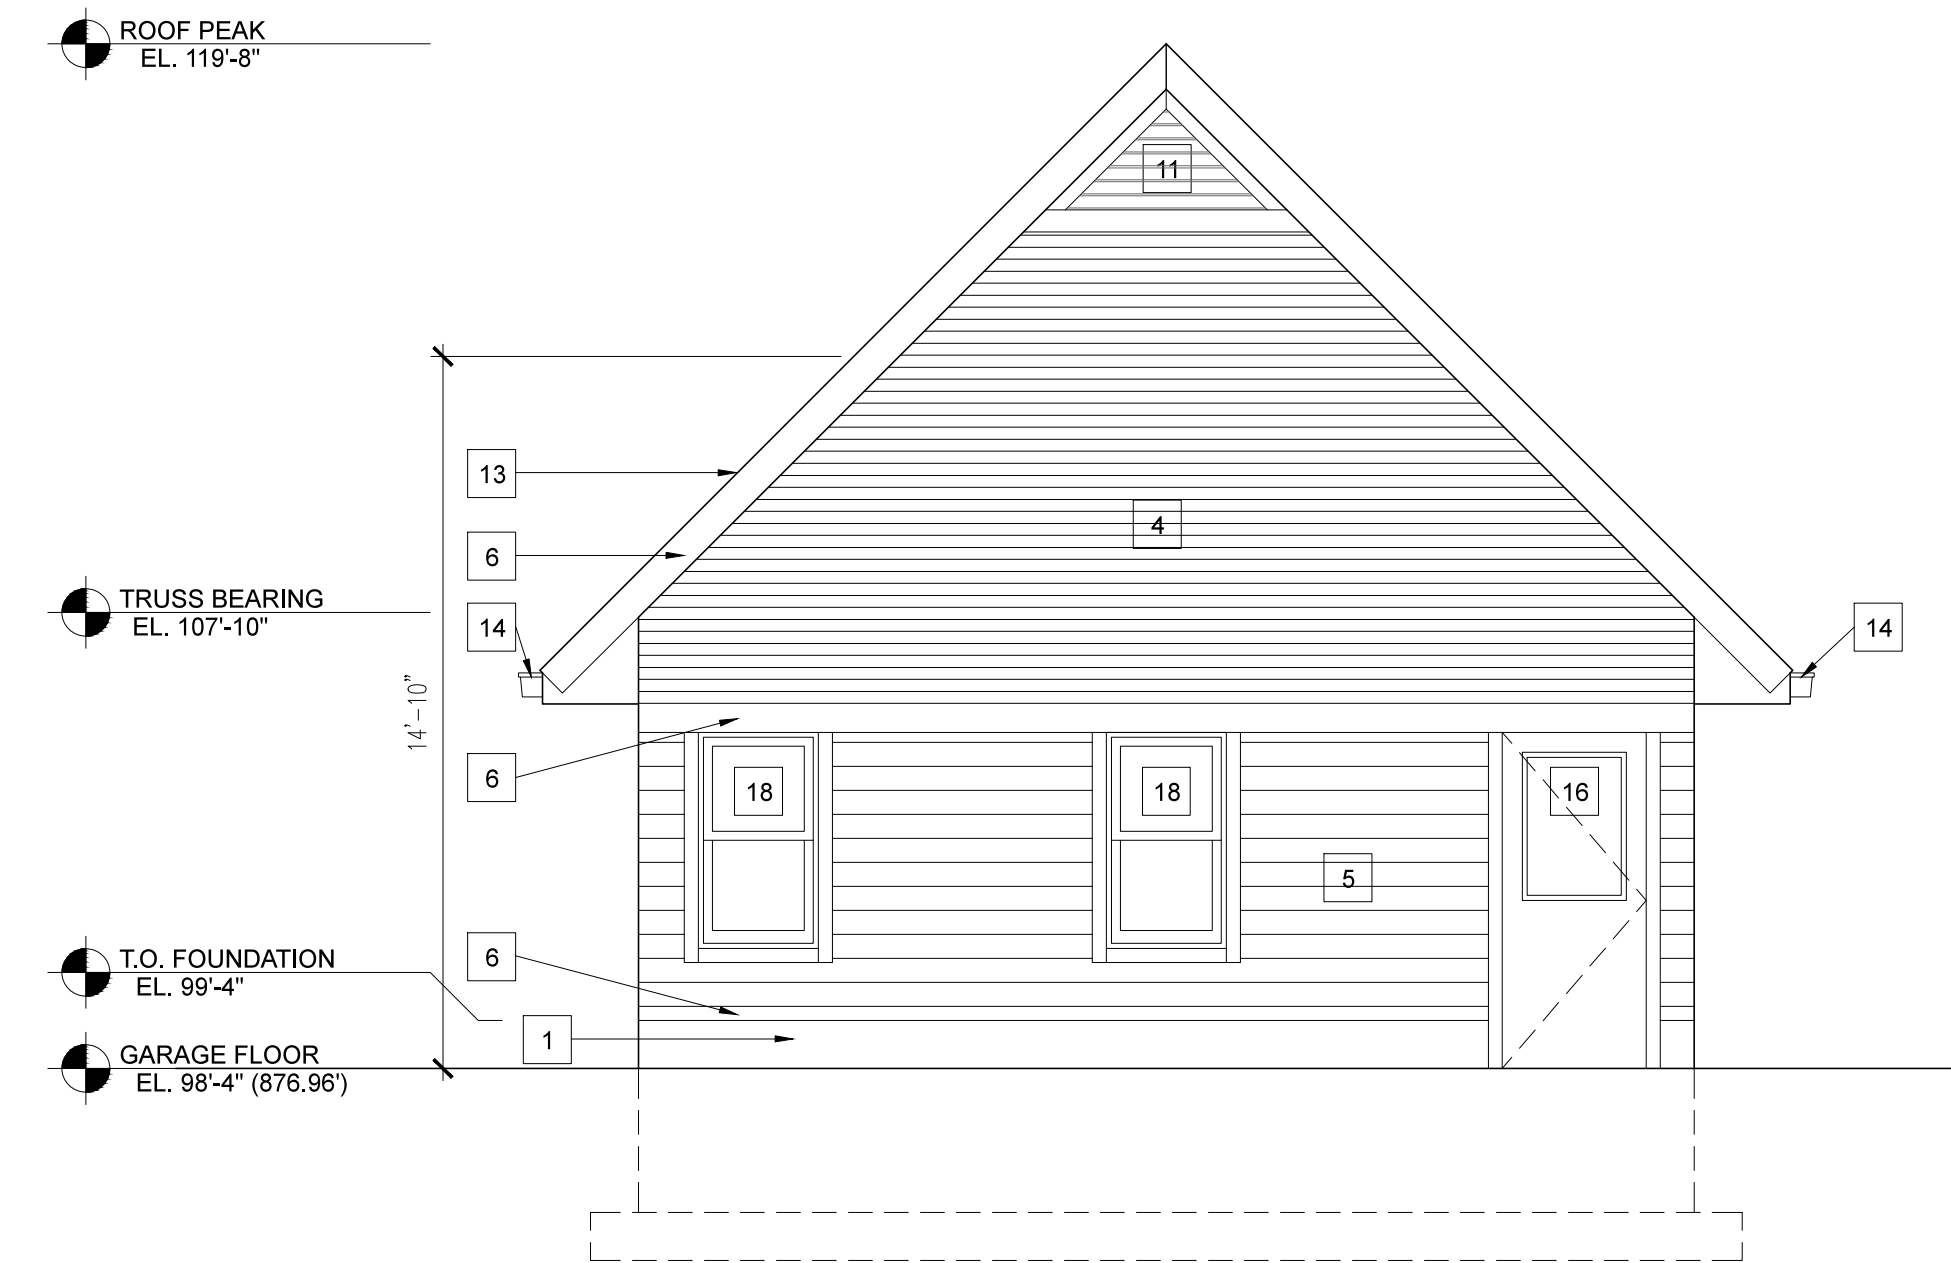 ROOF PEAK
EL. 119'-8"
11
13
4
6
TRUSS BEARING
EL. 107'-10"
14
14
14'-10"
6
18
18
16
5
6
T.O. FOUNDATION
EL. 99'-4"
1
GARAGE FLOOR
EL. 98'-4" (876.96')